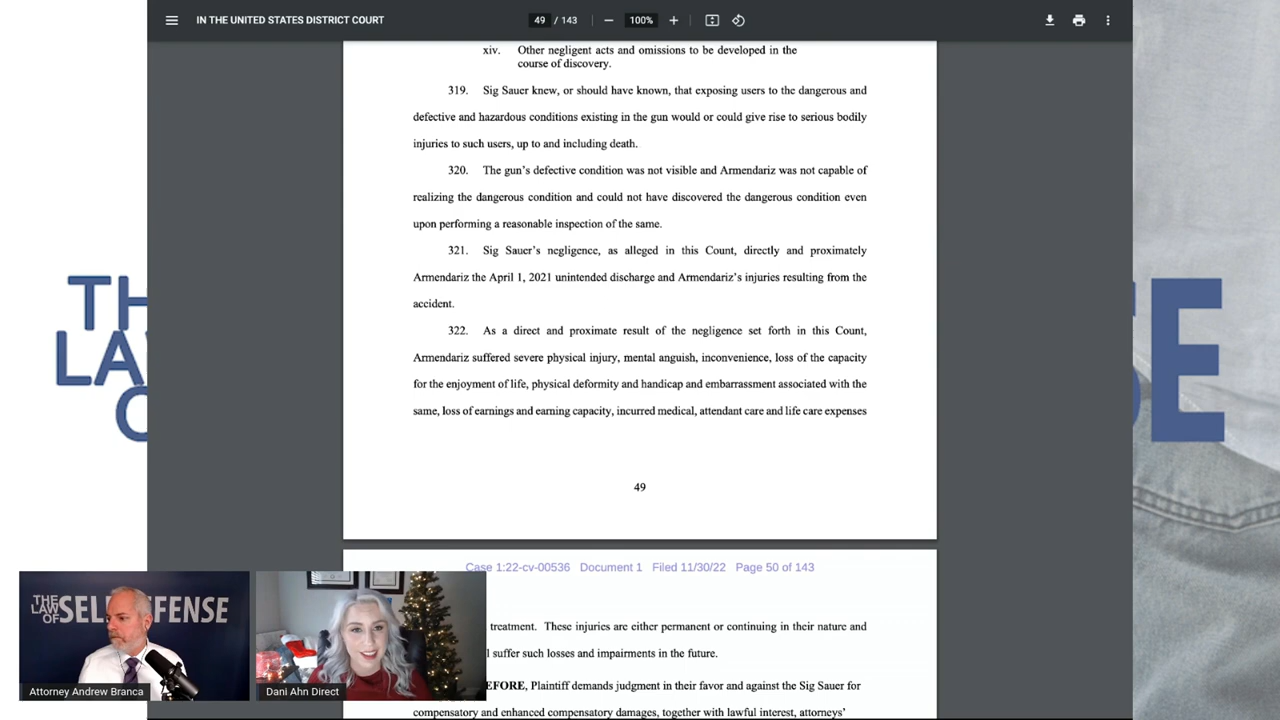 IN THE UNITED STATES DISTRICT COURT
49 / 143
100%
xiv. Other negligent acts and omissions to be developed in the
course of discovery.
319. Sig Sauer knew, or should have known, that exposing users to the dangerous and
defective and hazardous conditions existing in the gun would or could give rise to serious bodily
injuries to such users, up to and including death.
320. The gun's defective condition was not visible and Armendariz was not capable of
realizing the dangerous condition and could not have discovered the dangerous condition even
upon performing a reasonable inspection of the same.
321. Sig Sauer's negligence, as alleged in this Count, directly and proximately
Armendariz the April 1, 2021 unintended discharge and Armendariz's injuries resulting from the
accident.
322. As a direct and proximate result of the negligence set forth in this Count,
Armendariz suffered severe physical injury, mental anguish, inconvenience, loss of the capacity
for the enjoyment of life, physical deformity and handicap and embarrassment associated with the
same, loss of earnings and earning capacity, incurred medical, attendant care and life care expenses
49
Case 1:22-cv-00536 Document 1 Filed 11/30/22 Page 50 of 143
treatment. These injuries are either permanent or continuing in their nature and
l suffer such losses and impairments in the future.
EFORE, Plaintiff demands judgment in their favor and against the Sig Sauer for
compensatory and enhanced compensatory damages, together with lawful interest, attorneys'
TH
LA
O
E
THE
LAW
OF SELF EFENSE
Attorney Andrew Branca
Dani Ahn Direct